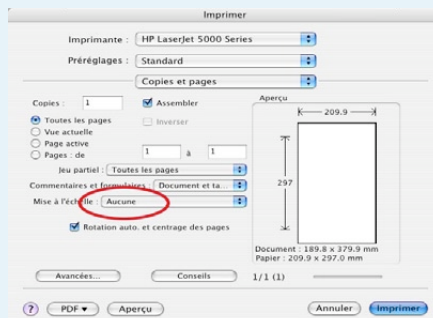 Imprimer
Imprimante : HP LaserJet 5000 Series
Préréglages : Standard
Copies et pages
Copies : 1 Assembler
Inverser
Toutes les pages
Vue actuelle
Page active
Pages : de 1 à 1
Jeu partiel : Toutes les pages
Commentaires et formulaires : Document et ta...
Mise à l'échelle : Aucune
Rotation auto. et centrage des pages
Aperçu
209.9
297
Document : 189.8 x 379.9 mm
Papier : 209.9 x 297.0 mm
Avancées... Conseils 1/1 (1)
? PDF Aperçu Annuler Imprimer